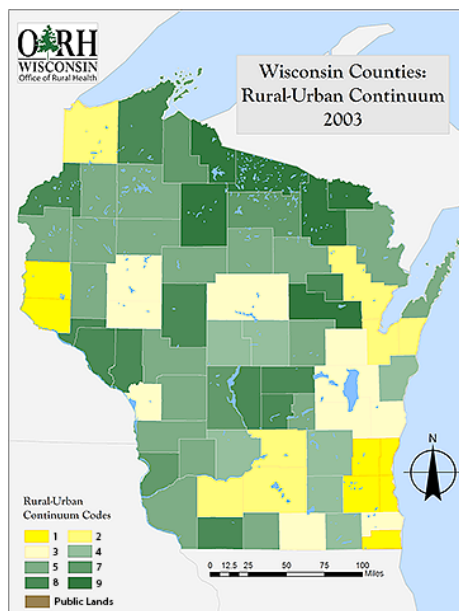 ORH
WISCONSIN
Office of Rural Health
Wisconsin Counties:
Rural-Urban Continuum
2003
N
Rural-Urban
Continuum Codes
1 2
3 4
5 7
8 9
Public Lands
0 12.5 25 50 75 100
Miles